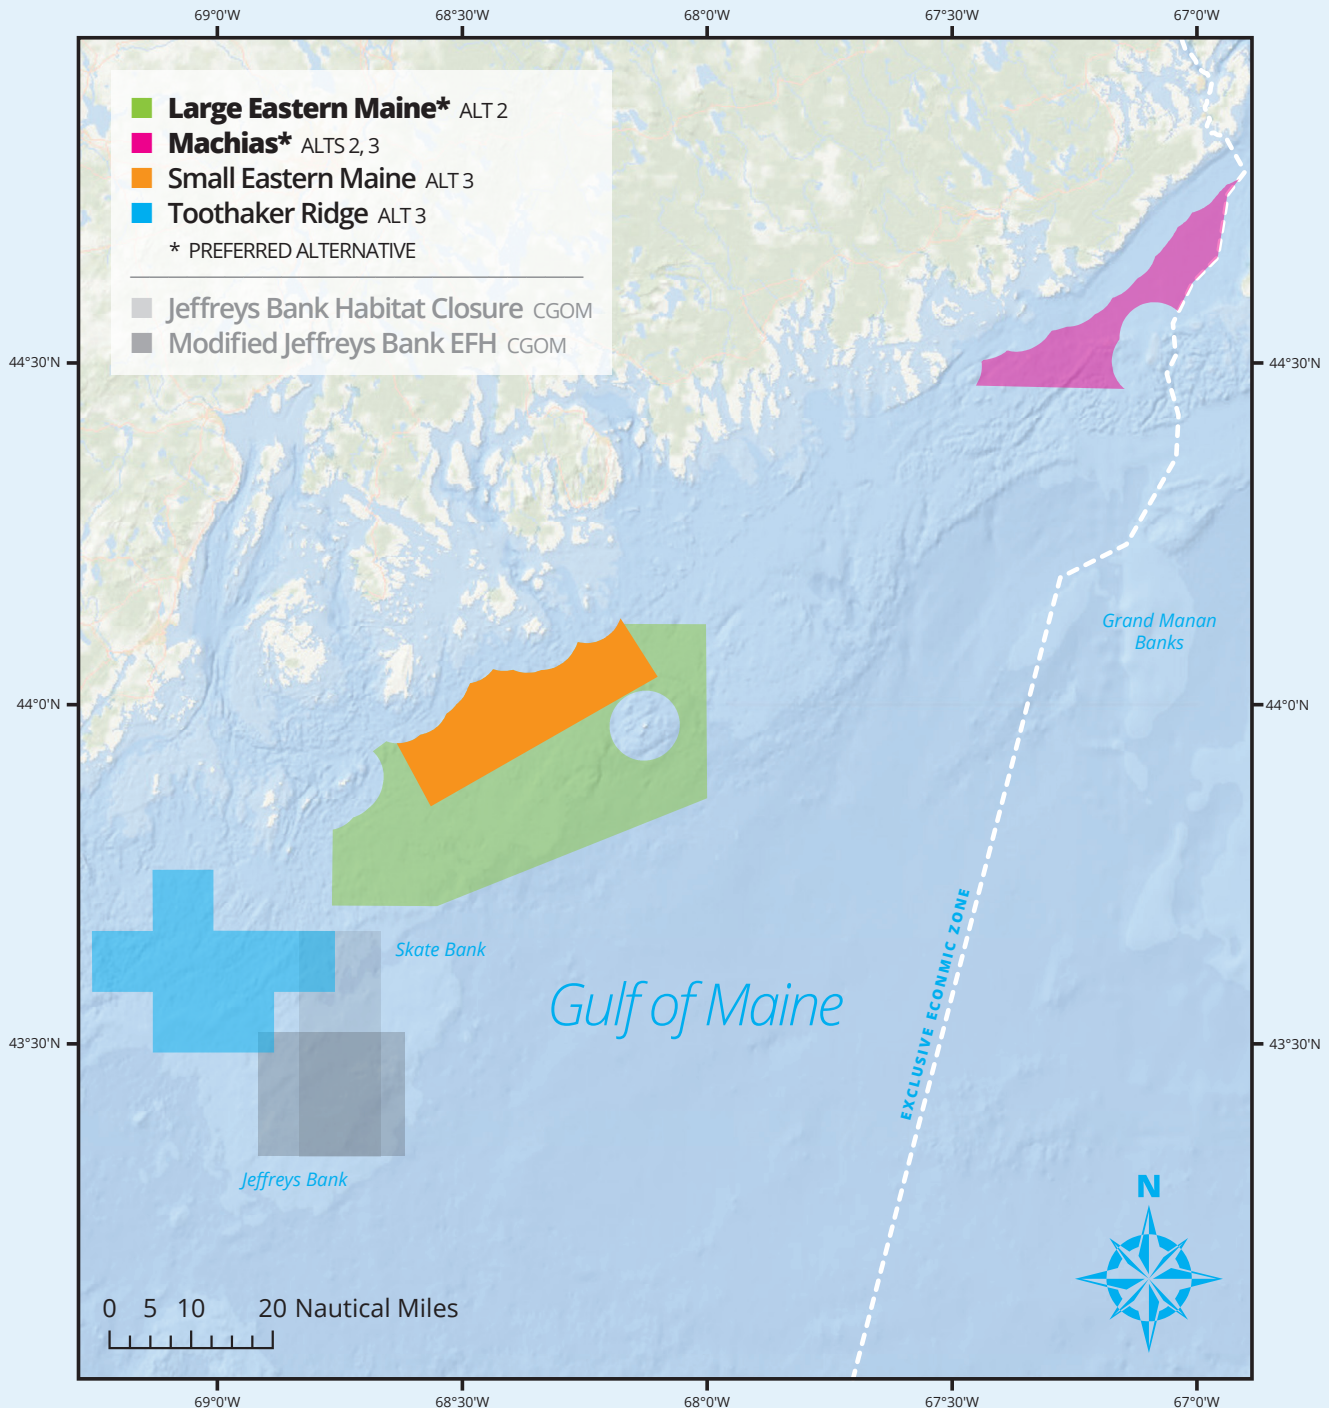 69°0'W 68°30'W 68°0'W 67°30'W 67°0'W
Large Eastern Maine* ALT 2
Machias* ALTS 2, 3
Small Eastern Maine ALT 3
Toothaker Ridge ALT 3
* PREFERRED ALTERNATIVE
Jeffreys Bank Habitat Closure CGOM
Modified Jeffreys Bank EFH CGOM
44°30'N 44°30'N
Grand Manan
Banks
44°0'N 44°0'N
EXCLUSIVE ECONMIC ZONE
Skate Bank
Gulf of Maine
43°30'N 43°30'N
Jeffreys Bank
N
0 5 10 20 Nautical Miles
69°0'W 68°30'W 68°0'W 67°30'W 67°0'W